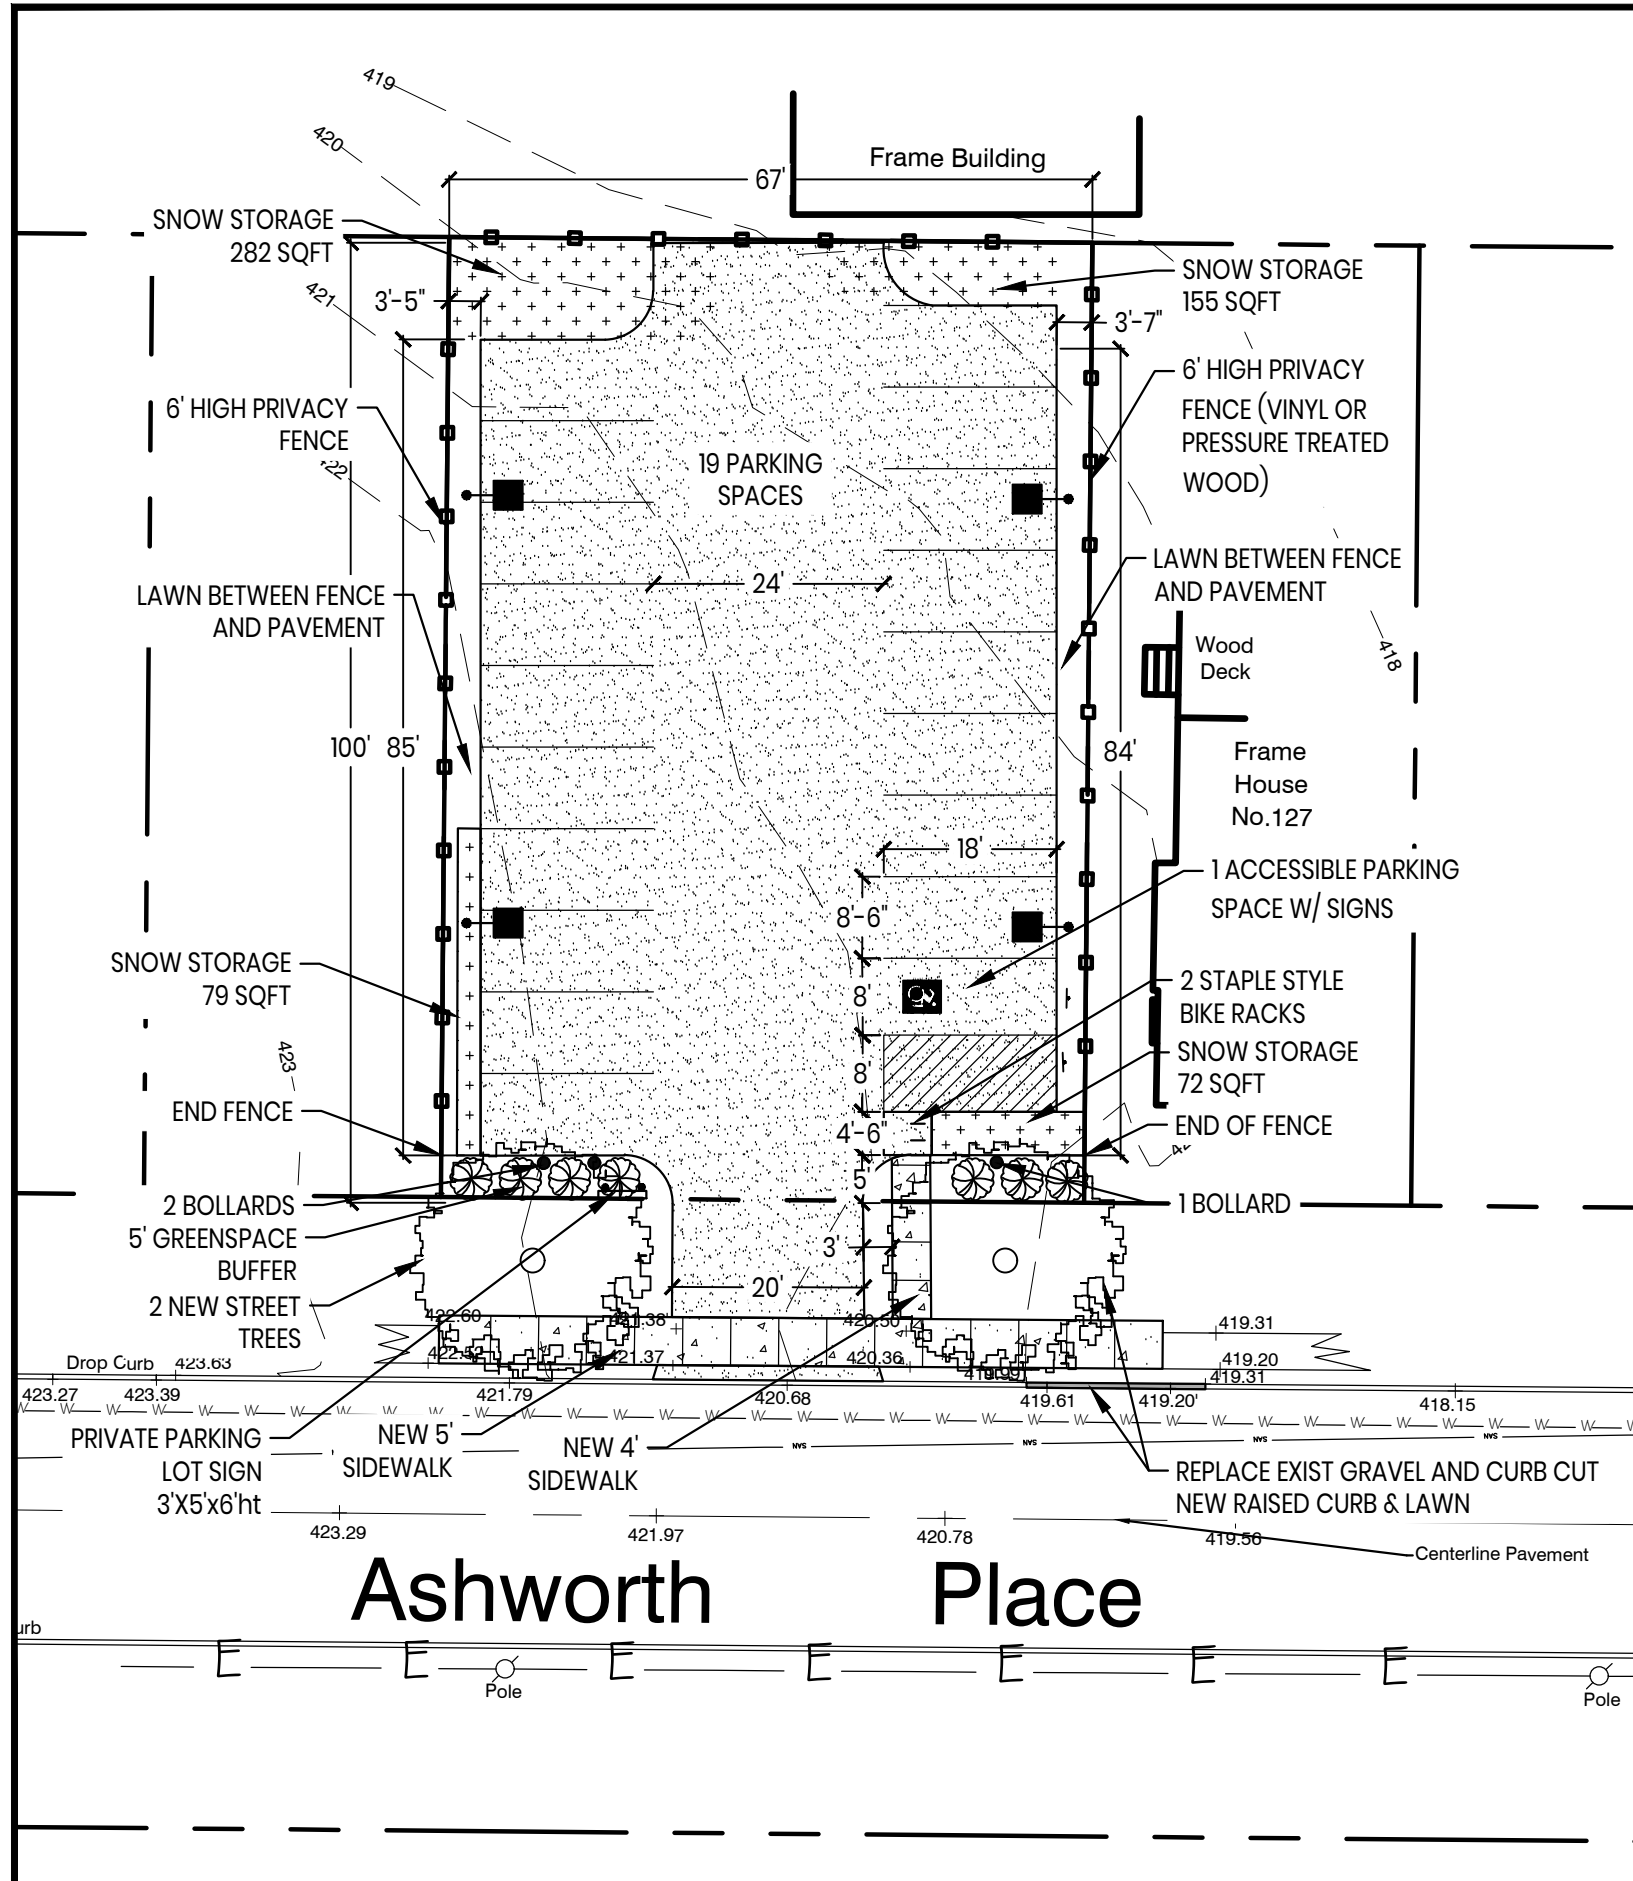 419
420
Frame Building
67'
SNOW STORAGE
282 SQFT
421
3'-5"
SNOW STORAGE
155 SQFT
3'-7"
6' HIGH PRIVACY
FENCE
6' HIGH PRIVACY
FENCE (VINYL OR
PRESSURE TREATED
WOOD)
19 PARKING
SPACES
24'
LAWN BETWEEN FENCE
AND PAVEMENT
LAWN BETWEEN FENCE
AND PAVEMENT
Wood
Deck
418
100'
85'
84'
Frame
House
No.127
18'
1 ACCESSIBLE PARKING
SPACE W/ SIGNS
8'-6"
SNOW STORAGE
79 SQFT
8'
2 STAPLE STYLE
BIKE RACKS
423
8'
SNOW STORAGE
72 SQFT
END FENCE
4'-6"
END OF FENCE
5'
2 BOLLARDS
1 BOLLARD
5' GREENSPACE
BUFFER
3'
20'
2 NEW STREET
TREES
422.60
421.38
420.50
419.31
Drop Curb
423.63
421.37
420.36
419.99
419.20
419.31
423.27
423.39
421.79
420.68
419.61
419.20
418.15
W W W W W W W W W W W W W W W W W W W W
PRIVATE PARKING
LOT SIGN
3'X5'x6'ht
NEW 5'
SIDEWALK
NEW 4'
SIDEWALK
SAN
SAN
SAN
SAN
REPLACE EXIST GRAVEL AND CURB CUT
NEW RAISED CURB & LAWN
423.29
421.97
420.78
419.56
Centerline Pavement
Ashworth Place
urb
E E E E E E E
Pole
Pole